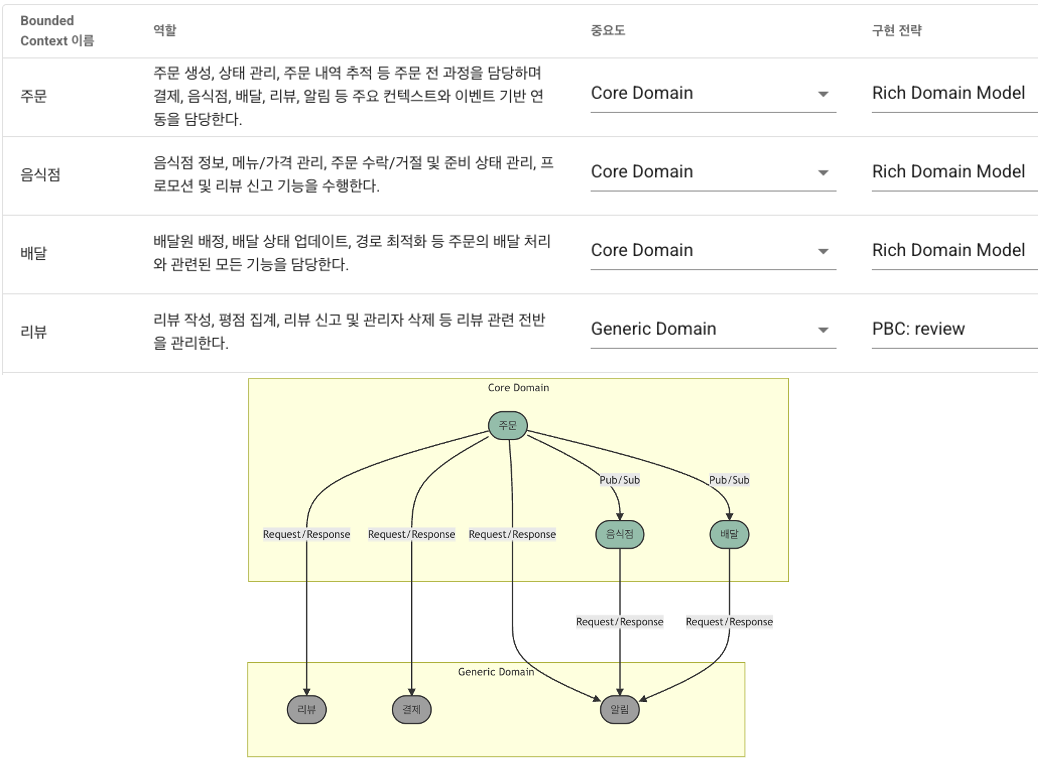 Bounded
Context 이름
역할
중요도
구현 전략
주문
주문 생성, 상태 관리, 주문 내역 추적 등 주문 전 과정을 담당하며
결제, 음식점, 배달, 리뷰, 알림 등 주요 컨텍스트와 이벤트 기반 연
동을 담당한다.
Core Domain
Rich Domain Model
음식점
음식점 정보, 메뉴/가격 관리, 주문 수락/거절 및 준비 상태 관리, 프
로모션 및 리뷰 신고 기능을 수행한다.
Core Domain
Rich Domain Model
배달
배달원 배정, 배달 상태 업데이트, 경로 최적화 등 주문의 배달 처리
와 관련된 모든 기능을 담당한다.
Core Domain
Rich Domain Model
리뷰
리뷰 작성, 평점 집계, 리뷰 신고 및 관리자 삭제 등 리뷰 관련 전반
을 관리한다.
Generic Domain
PBC: review
Core Domain
주문
Pub/Sub
Pub/Sub
Request/Response
Request/Response
Request/Response
음식점
배달
Request/Response
Request/Response
Generic Domain
리뷰
결제
알림